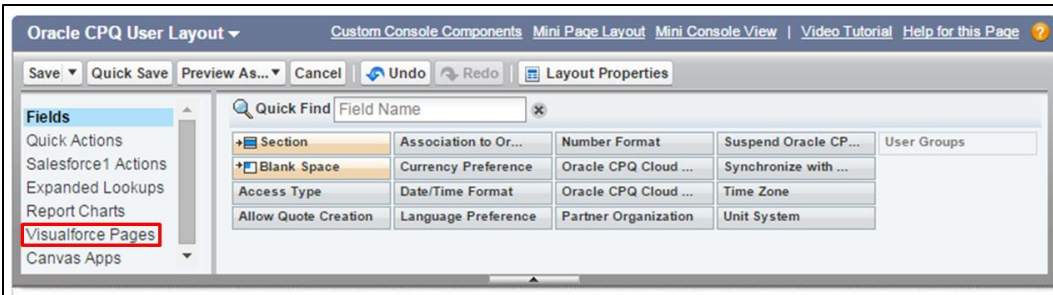 Oracle CPQ User Layout Custom Console Components Mini Page Layout Mini Console View | Video Tutorial Help for this Page ?
Save Quick Save Preview As... Cancel Undo Redo Layout Properties
Fields
Quick Actions
Salesforce1 Actions
Expanded Lookups
Report Charts
Visualforce Pages
Canvas Apps
Quick Find Field Name
Section Association to Or... Number Format Suspend Oracle CP... User Groups
Blank Space Currency Preference Oracle CPQ Cloud ... Synchronize with ...
Access Type Date/Time Format Oracle CPQ Cloud ... Time Zone
Allow Quote Creation Language Preference Partner Organization Unit System